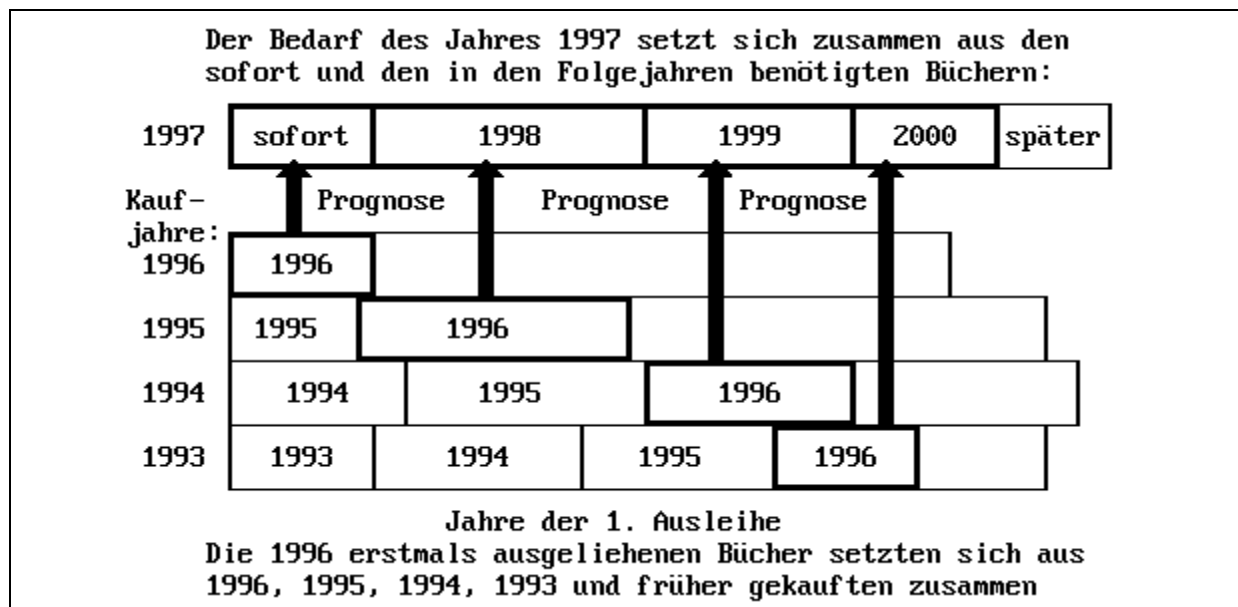 Der Bedarf des Jahres 1997 setzt sich zusammen aus den
sofort und den in den Folgejahren benötigten Büchern:
1997 sofort 1998 1999 2000 später
Prognose Prognose Prognose
Kauf-
jahre:
1996 1996
1995 1995 1996
1994 1994 1995 1996
1993 1993 1994 1995 1996
Jahre der 1. Ausleihe
Die 1996 erstmals ausgeliehenen Bücher setzten sich aus
1996, 1995, 1994, 1993 und früher gekauften zusammen